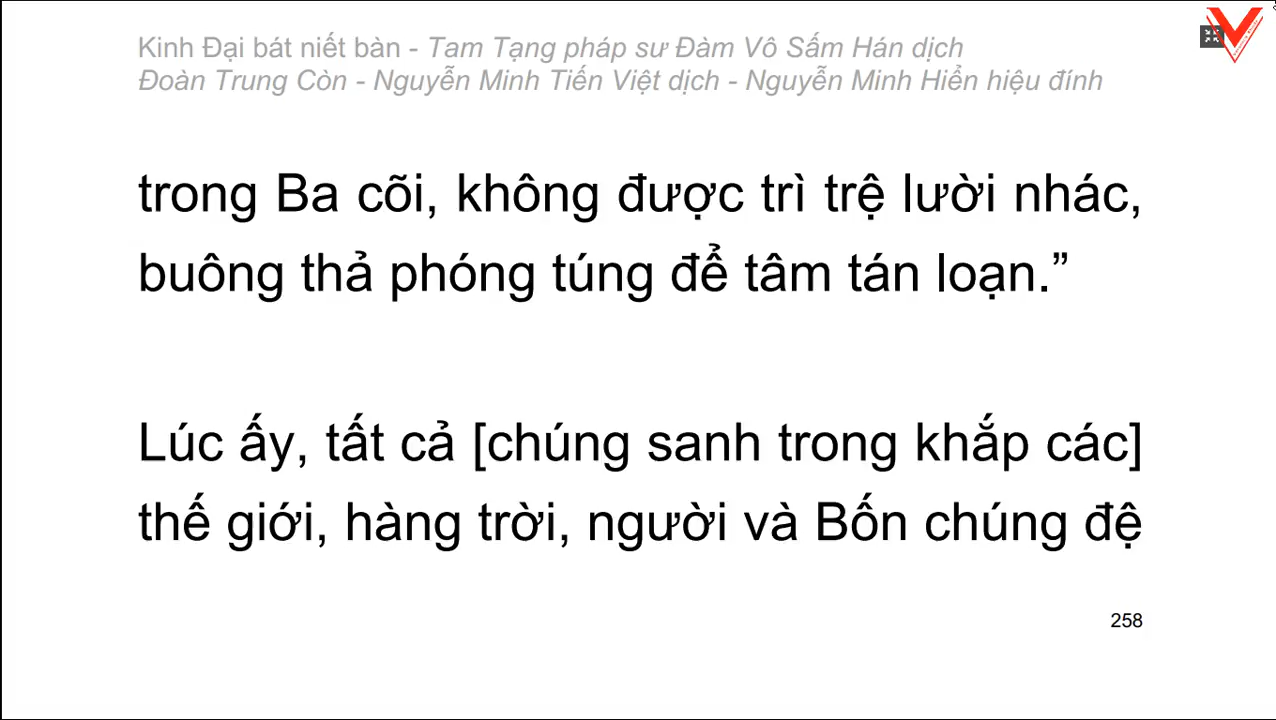 Kinh Đại bát niết bàn - Tam Tạng pháp sư Đàm Vô Sấm Hán dịch
Đoàn Trung Còn - Nguyễn Minh Tiến Việt dịch - Nguyễn Minh Hiển hiệu đính
trong Ba cõi, không được trì trệ lười nhác,
buông thả phóng túng để tâm tán loạn.”
Lúc ấy, tất cả [chúng sanh trong khắp các]
thế giới, hàng trời, người và Bốn chúng đệ
258